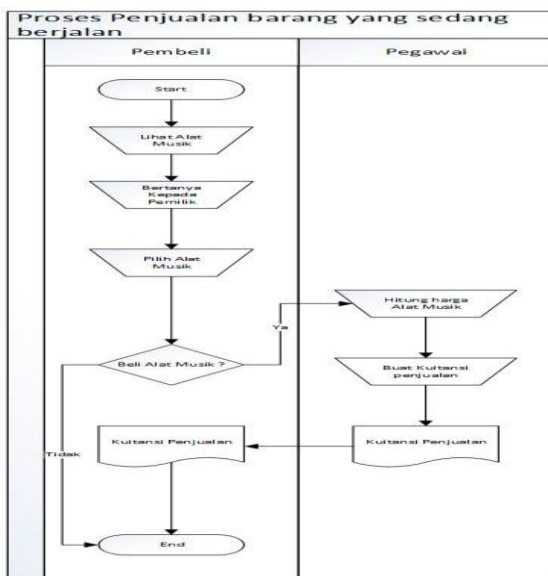 Proses Penjualan barang yang sedang
berjalan
Pembeli
Pegawai
Start
Lihat Alat
Musik
Bertanya
Kepada
Pemilik
Pilih Alat
Musik
Beli Alat Musik ?
Ya
Tidak
Hitung harga
Alat Musik
Buat Kuitansi
penjualan
Kuitansi Penjualan
Kuitansi Penjualan
End